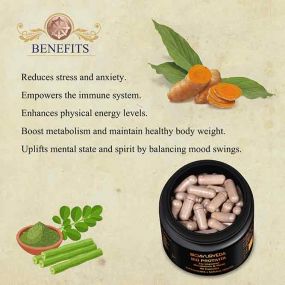 BENEFITS
Reduces stress and anxiety.
Empowers the immune system.
Enhances physical energy levels.
Boost metabolism and maintain healthy body weight.
Uplifts mental state and spirit by balancing mood swings.
BIOAYURVEDA